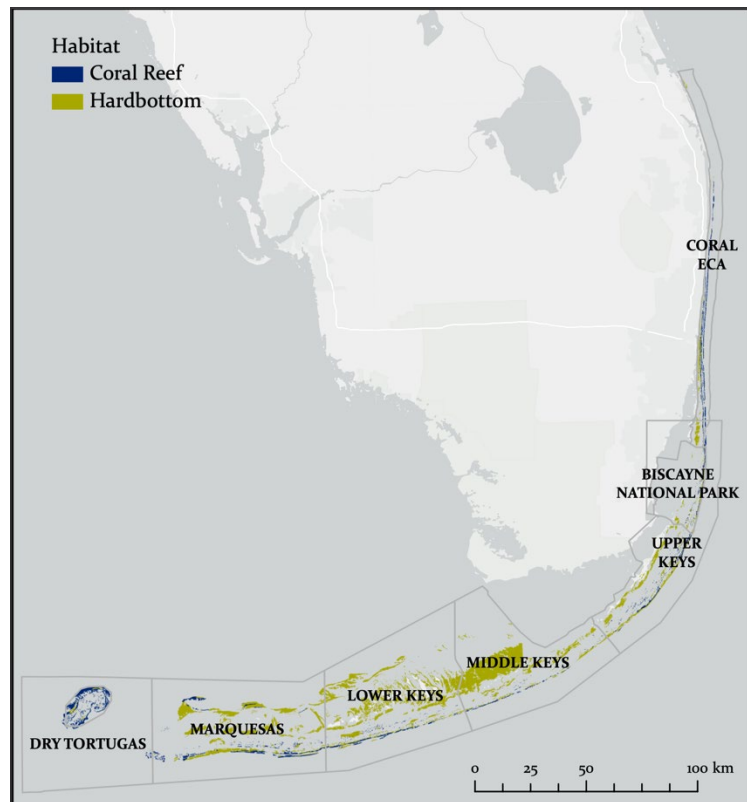 Habitat
Coral Reef
Hardbottom
CORAL
ECA
BISCAYNE
NATIONAL PARK
UPPER
KEYS
MIDDLE KEYS
LOWER KEYS
MARQUESAS
DRY TORTUGAS
0 25 50 100 km